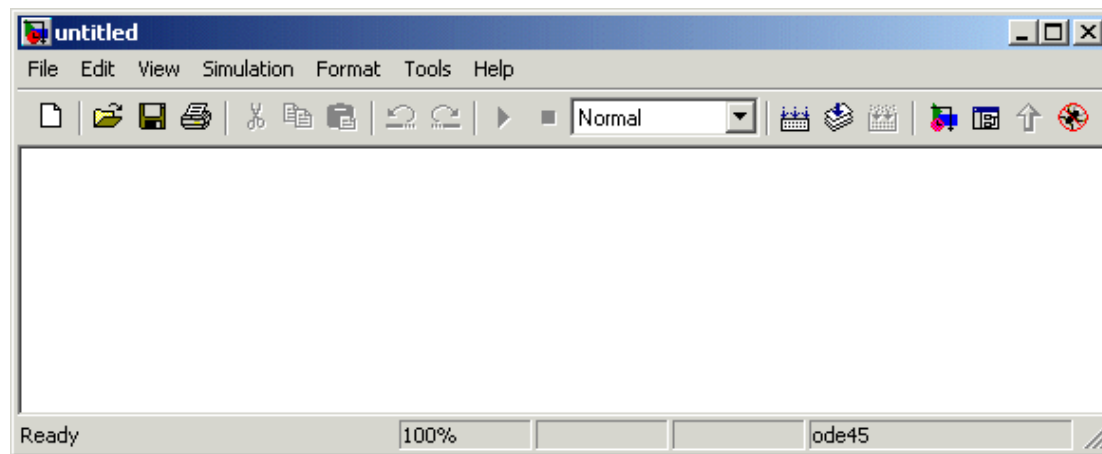 untitled
File Edit View Simulation Format Tools Help
Normal
Ready 100% ode45